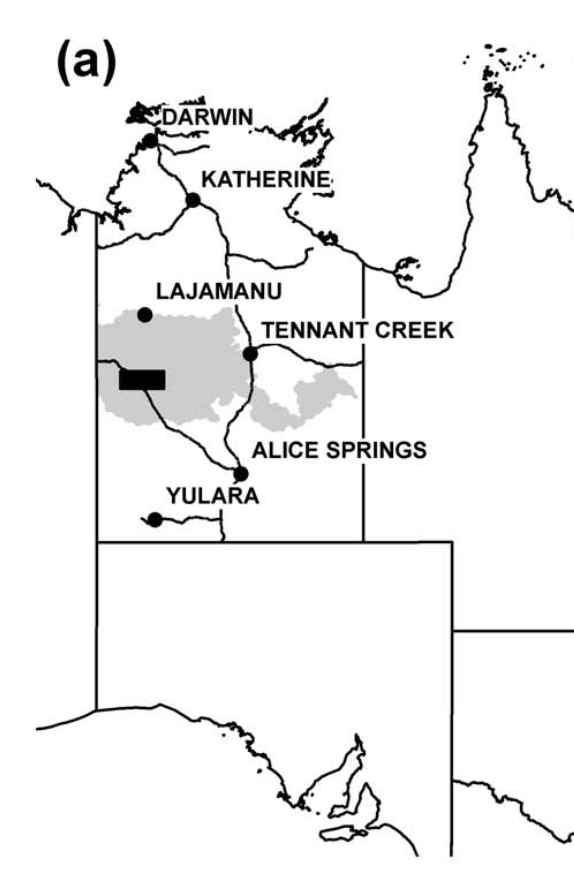 (a)
DARWIN
KATHERINE
LAJAMANU
TENNANT CREEK
ALICE SPRINGS
YULARA